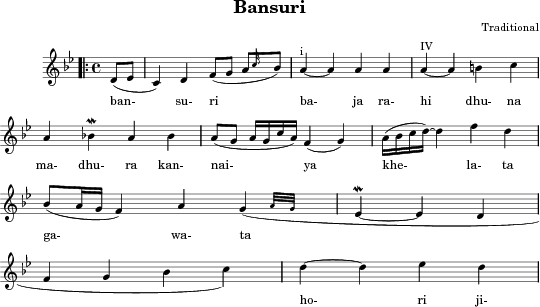 Bansuri
Traditional
i
IV
ban- su- ri ba- ja ra- hi dhu- na
ma- dhu- ra kan- nai- ya khe- la- ta
ga- wa- ta
ho- ri ji-